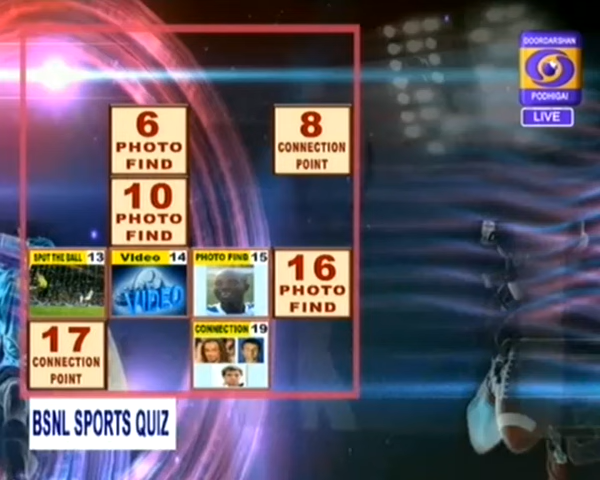 DOORDARSHAN
PODHIGAI
LIVE
6
PHOTO
FIND
8
CONNECTION
POINT
10
PHOTO
FIND
SPOT THE BALL 13
Video 14
VIDEO
PHOTO FIND 15
16
PHOTO
FIND
17
CONNECTION
POINT
CONNECTION 19
BSNL SPORTS QUIZ